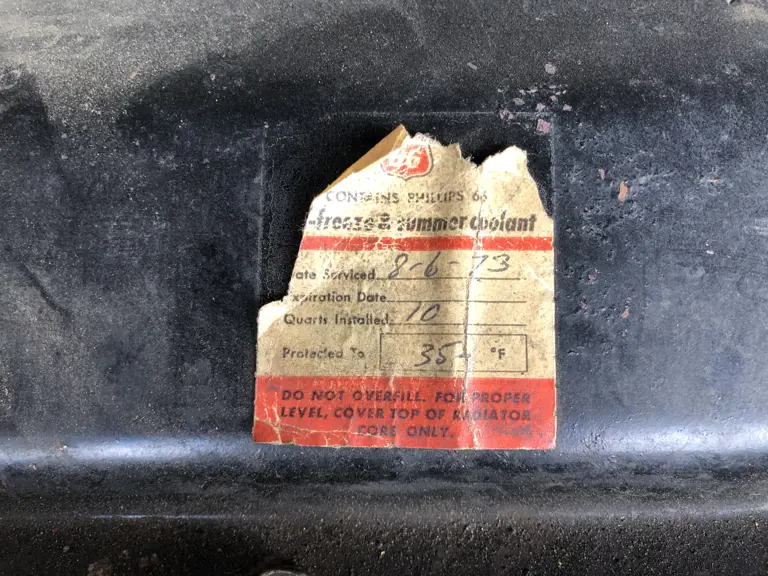 66
CONTAINS PHILLIPS 66
-freeze & summer coolant
ate Serviced 8-6-73
xpiration Date
Quarts Installed 10
Protected To 35- °F
DO NOT OVERFILL. FOR PROPER
LEVEL, COVER TOP OF RADIATOR
CORE ONLY.